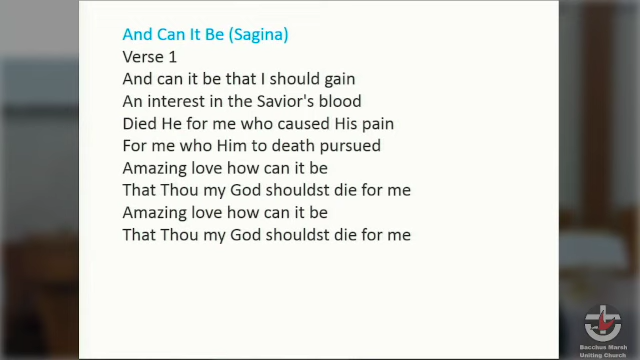 And Can It Be (Sagina)
Verse 1
And can it be that I should gain
An interest in the Savior's blood
Died He for me who caused His pain
For me who Him to death pursued
Amazing love how can it be
That Thou my God shouldst die for me
Amazing love how can it be
That Thou my God shouldst die for me
Bacchus Marsh
Uniting Church